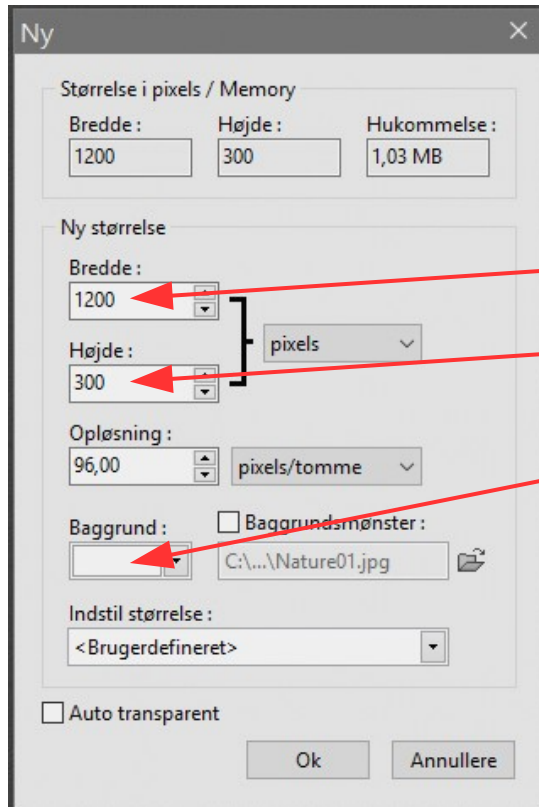 Ny
Størrelse i pixels / Memory
Bredde : Højde : Hukommelse :
1200 300 1,03 MB
Ny størrelse
Bredde :
1200
pixels
Højde :
300
Opløsning :
96,00 pixels/tomme
Baggrund : Baggrundsmønster :
C:\...\Nature01.jpg
Indstil størrelse :
<Brugerdefineret>
Auto transparent
Ok Annullere